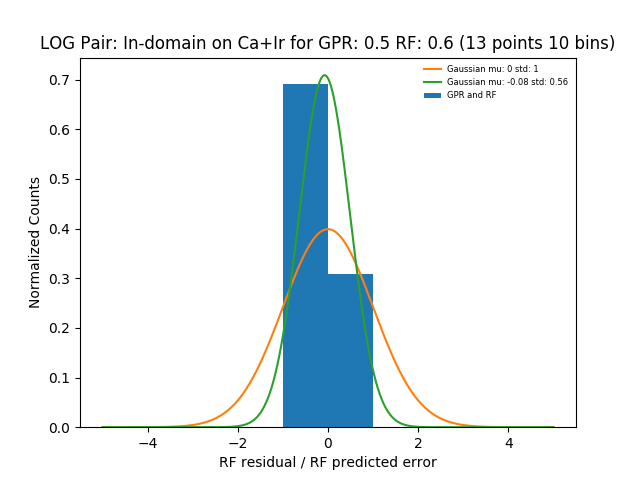 LOG Pair: In-domain on Ca+Ir for GPR: 0.5 RF: 0.6 (13 points 10 bins)
Gaussian mu: 0 std: 1
Gaussian mu: -0.08 std: 0.56
GPR and RF
Normalized Counts
0.7
0.6
0.5
0.4
0.3
0.2
0.1
0.0
−4 −2 0 2 4
RF residual / RF predicted error